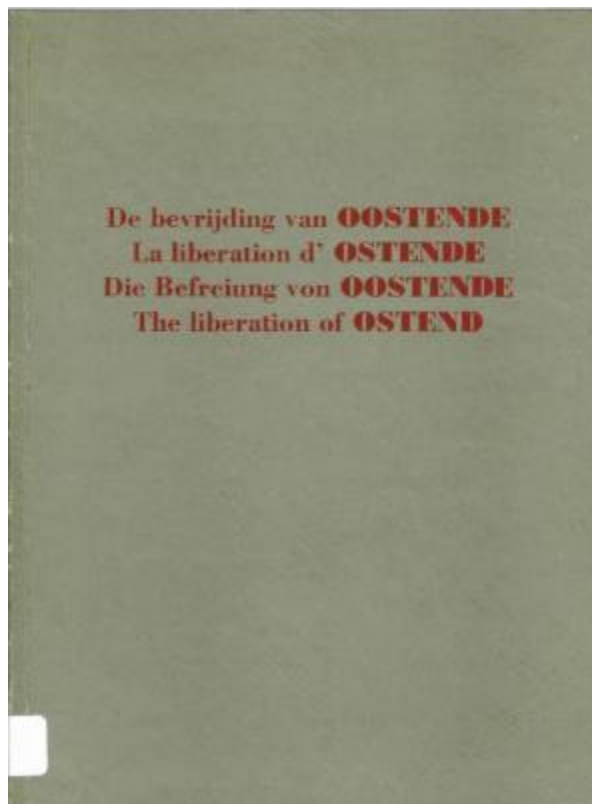 De bevrijding van OOSTENDE
La liberation d' OSTENDE
Die Befreiung von OOSTENDE
The liberation of OSTEND